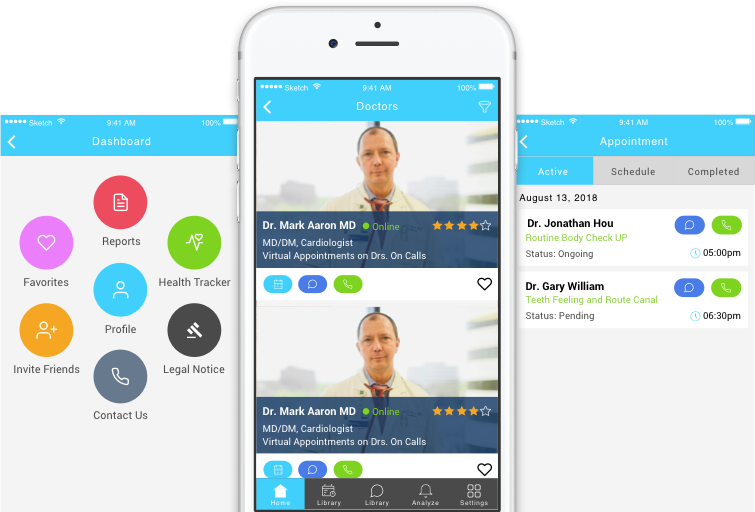 Sketch 9:41 AM 100%
Dashboard
Reports
Favorites
Health Tracker
Profile
Invite Friends
Legal Notice
Contact Us
Sketch 9:41 AM 100%
Doctors
Dr. Mark Aaron MD Online
MD/DM, Cardiologist
Virtual Appointments on Drs. On Calls
Dr. Mark Aaron MD Online
MD/DM, Cardiologist
Virtual Appointments on Drs. On Calls
Home Library Library Analyze Settings
Sketch 9:41 AM 100%
Appointment
Active Schedule Completed
August 13, 2018
Dr. Jonathan Hou
Routine Body Check UP
Status: Ongoing 05:00pm
Dr. Gary William
Teeth Feeling and Route Canal
Status: Pending 06:30pm